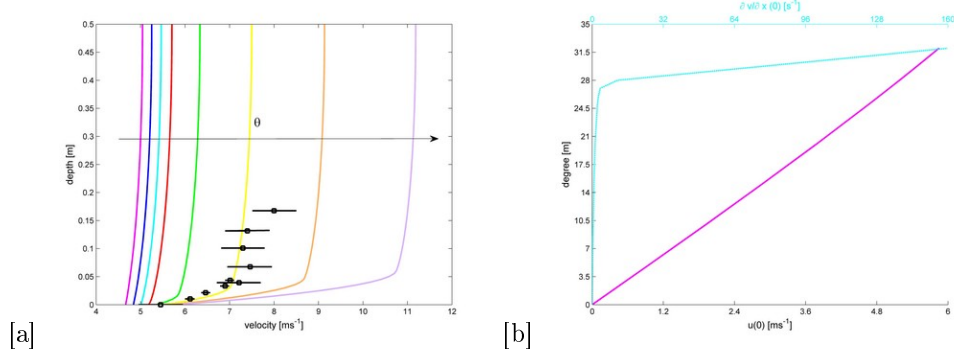 0.5
0.45
0.4
0.35
0.3
0.25
0.2
0.15
0.1
0.05
0
depth [m]
θ
4 5 6 7 8 9 10 11 12
velocity [ms⁻¹]
[a]
∂ v/∂ x (0) [s⁻¹]
0 32 64 96 128 160
35
31.5
28
24.5
21
17.5
14
10.5
7
3.5
0
degree [m]
0 1.2 2.4 3.6 4.8 6
u(0) [ms⁻¹]
[b]